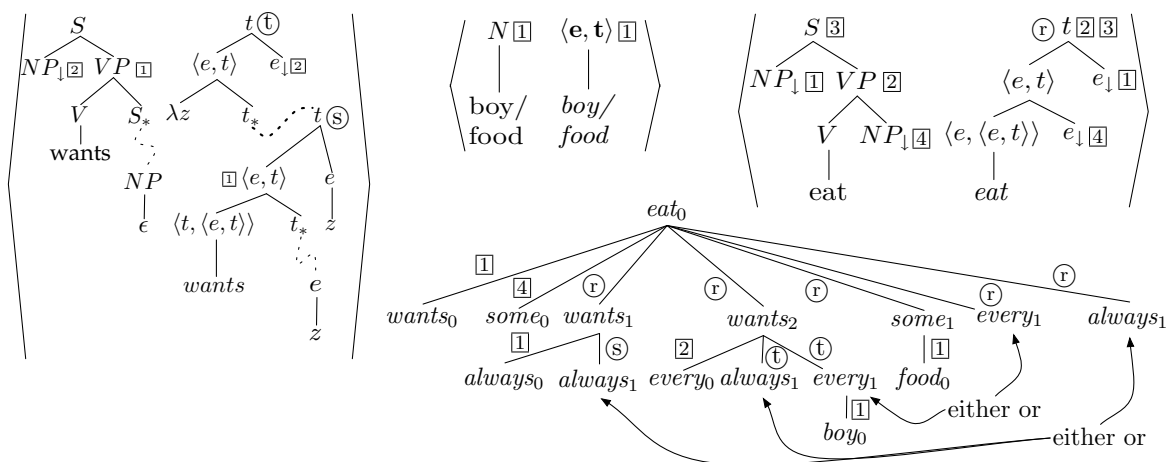 S
t ⓣ
NP↓ 2 VP 1
⟨e, t⟩ e↓ 2
V S*
λz t*
t ⓢ
wants
NP
ϵ
1 ⟨e, t⟩ e
⟨t, ⟨e, t⟩⟩ t* z
wants
e
z
N 1 ⟨e, t⟩ 1
boy/ boy/
food food
S 3
ⓡ t 2 3
NP↓ 1 VP 2
⟨e, t⟩ e↓ 1
V NP↓ 4
⟨e, ⟨e, t⟩⟩ e↓ 4
eat eat
eat0
1 4 ⓡ ⓡ ⓡ ⓡ ⓡ
wants0 some0 wants1 wants2 some1 every1 always1
1 ⓢ 2 ⓣ ⓣ 1
always0 always1 every0 always1 every1 food0
1
boy0
either or
either or